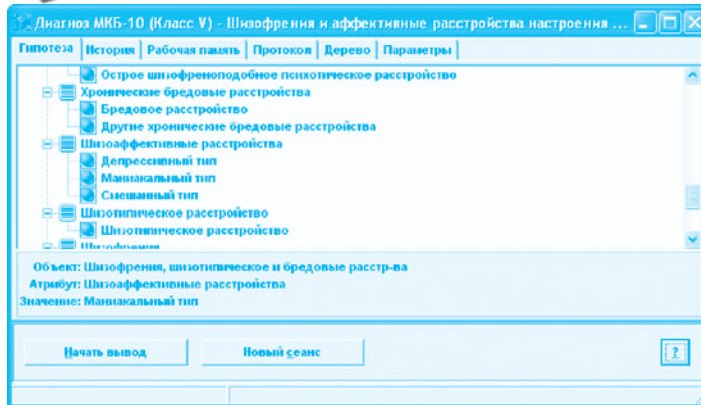 Диагноз МКБ-10 (Класс V) - Шизофрения и аффективные расстройства настроения ...
Гипотеза История Рабочая память Протокол Дерево Параметры
Острое шизофреноподобное психотическое расстройство
Хронические бредовые расстройства
Бредовое расстройство
Другие хронические бредовые расстройства
Шизоаффективные расстройства
Депрессивный тип
Маниакальный тип
Смешанный тип
Шизотипическое расстройство
Шизотипическое расстройство
Шизофрения
Объект: Шизофрения, шизотипическое и бредовые расстр-ва
Атрибут: Шизоаффективные расстройства
Значение: Маниакальный тип
Начать вывод Новый сеанс ?